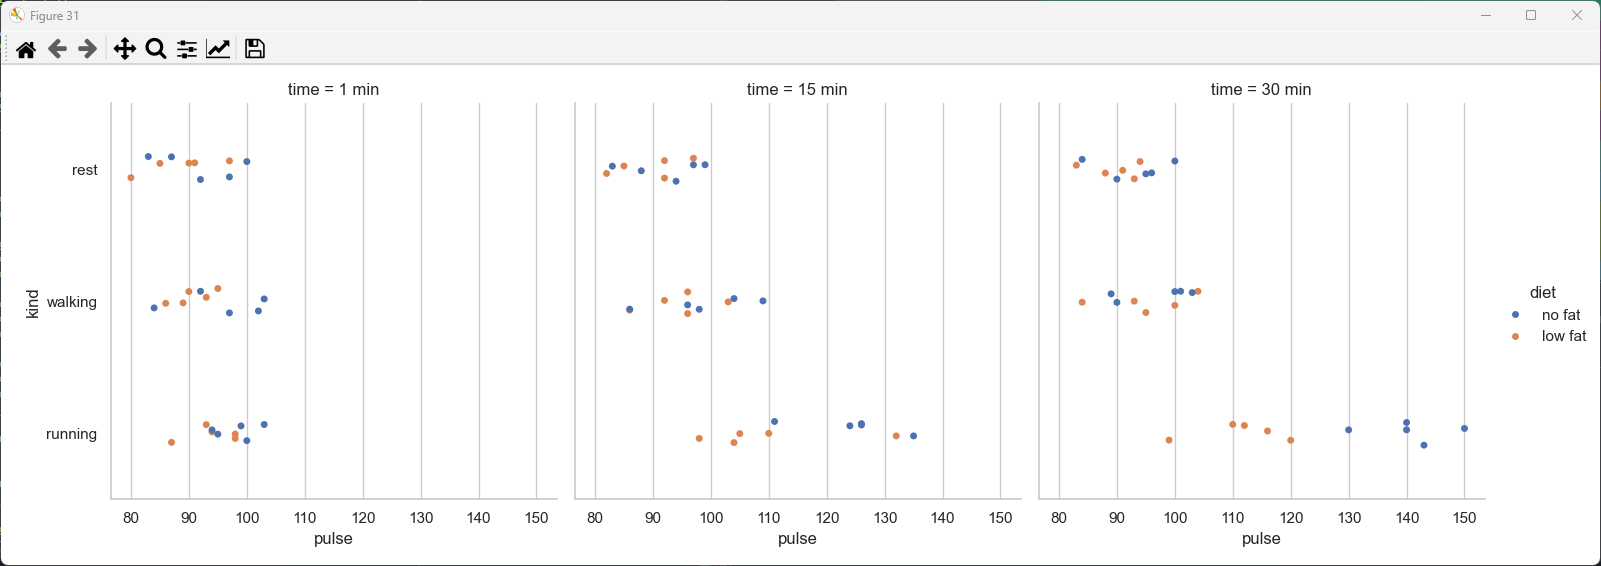 Figure 31
time = 1 min
time = 15 min
time = 30 min
kind
rest
walking
running
80 90 100 110 120 130 140 150
80 90 100 110 120 130 140 150
80 90 100 110 120 130 140 150
pulse
pulse
pulse
diet
no fat
low fat